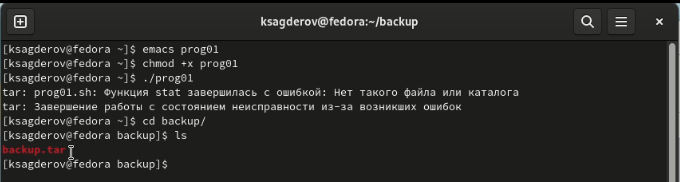 ksagderov@fedora:~/backup
[ksagderov@fedora ~]$ emacs prog01
[ksagderov@fedora ~]$ chmod +x prog01
[ksagderov@fedora ~]$ ./prog01
tar: prog01.sh: Функция stat завершилась с ошибкой: Нет такого файла или каталога
tar: Завершение работы с состоянием неисправности из-за возникших ошибок
[ksagderov@fedora ~]$ cd backup/
[ksagderov@fedora backup]$ ls
backup.tar
[ksagderov@fedora backup]$